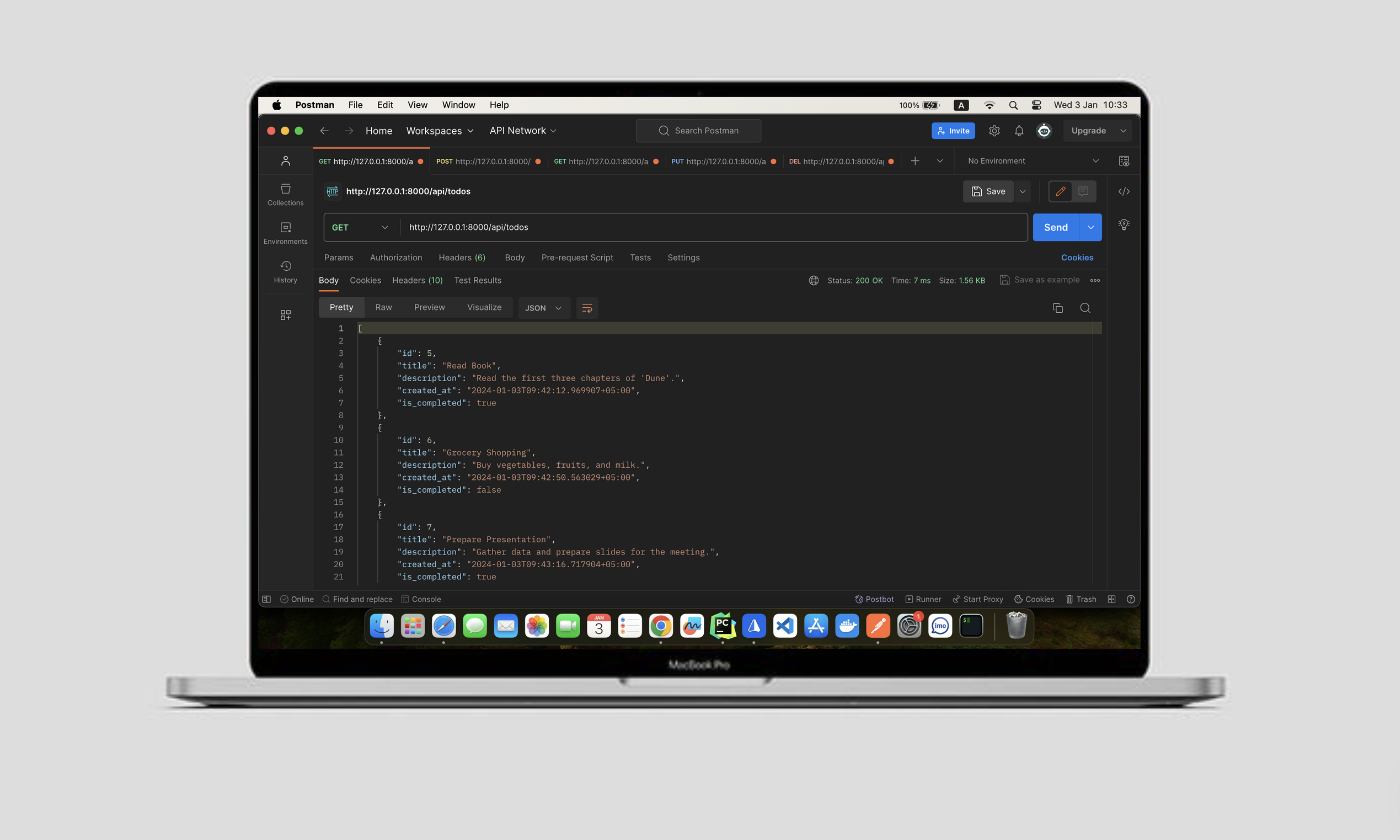 Postman File Edit View Window Help 100% A Wed 3 Jan 10:33
Home Workspaces API Network Search Postman Invite Upgrade
GET http://127.0.0.1:8000/a POST http://127.0.0.1:8000/ GET http://127.0.0.1:8000/a PUT http://127.0.0.1:8000/a DEL http://127.0.0.1:8000/a No Environment
HTTP http://127.0.0.1:8000/api/todos Save
Collections
GET http://127.0.0.1:8000/api/todos Send
Environments
Params Authorization Headers (6) Body Pre-request Script Tests Settings Cookies
History
Body Cookies Headers (10) Test Results Status: 200 OK Time: 7 ms Size: 1.56 KB Save as example
Pretty Raw Preview Visualize JSON
1 [
2 {
3 "id": 5,
4 "title": "Read Book",
5 "description": "Read the first three chapters of 'Dune'.",
6 "created_at": "2024-01-03T09:42:12.969907+05:00",
7 "is_completed": true
8 },
9 {
10 "id": 6,
11 "title": "Grocery Shopping",
12 "description": "Buy vegetables, fruits, and milk.",
13 "created_at": "2024-01-03T09:42:50.563029+05:00",
14 "is_completed": false
15 },
16 {
17 "id": 7,
18 "title": "Prepare Presentation",
19 "description": "Gather data and prepare slides for the meeting.",
20 "created_at": "2024-01-03T09:43:16.717904+05:00",
21 "is_completed": true
Online Find and replace Console Postbot Runner Start Proxy Cookies Trash
JAN 3 PC 1 imo
MacBook Pro